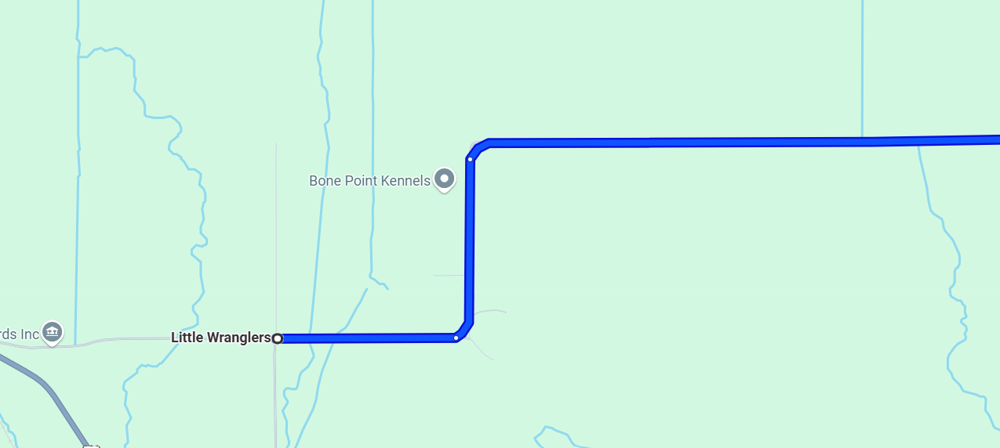 Bone Point Kennels
rds Inc
Little Wranglers